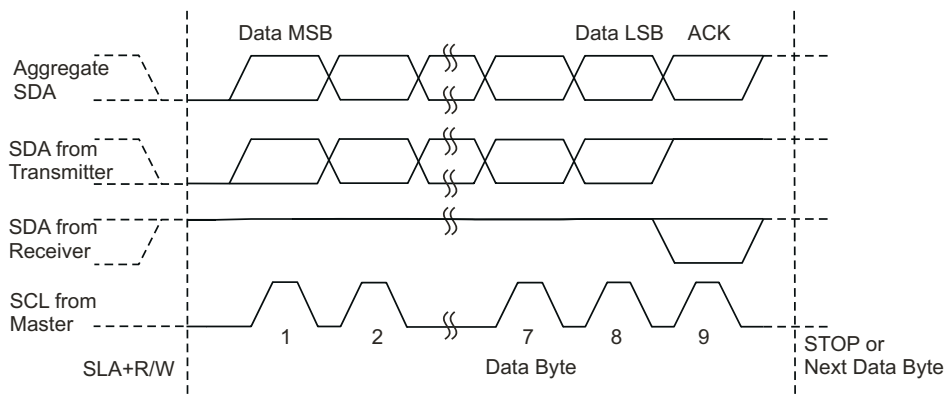 Data MSB
Data LSB
ACK
Aggregate
SDA
SDA from
Transmitter
SDA from
Receiver
SCL from
Master
1
2
7
8
9
SLA+R/W
Data Byte
STOP or
Next Data Byte